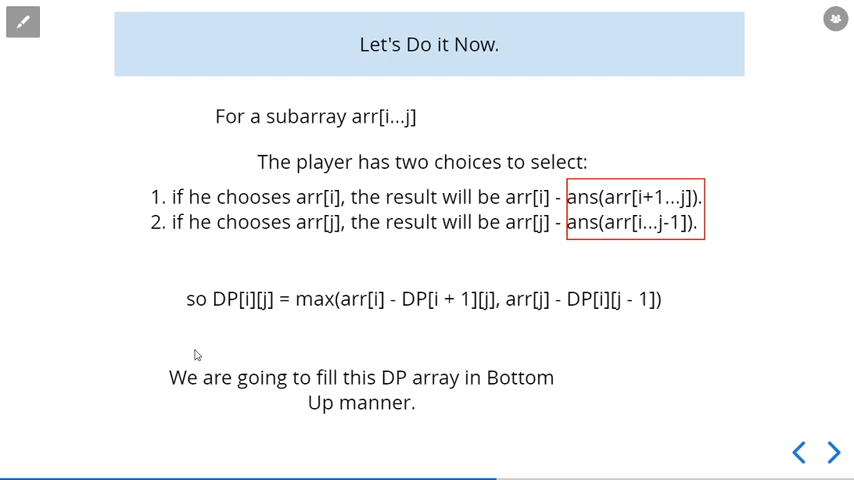 Let's Do it Now.
For a subarray arr[i...j]
The player has two choices to select:
1. if he chooses arr[i], the result will be arr[i] - ans(arr[i+1...j]).
2. if he chooses arr[j], the result will be arr[j] - ans(arr[i...j-1]).
so DP[i][j] = max(arr[i] - DP[i + 1][j], arr[j] - DP[i][j - 1])
We are going to fill this DP array in Bottom
Up manner.